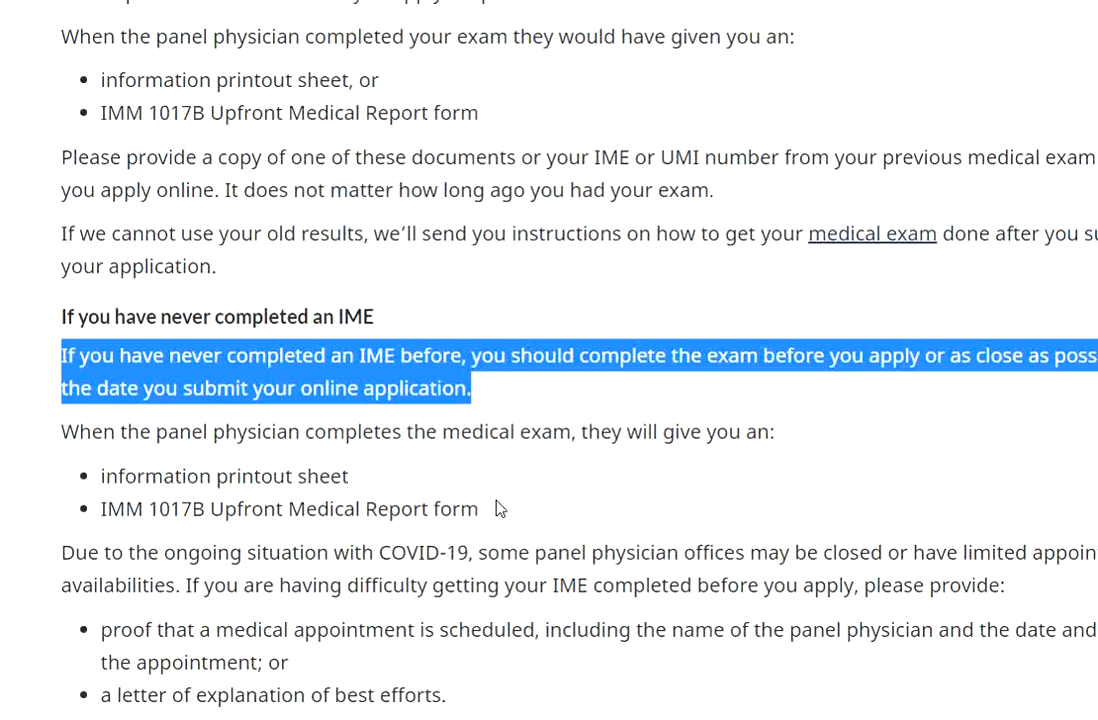 When the panel physician completed your exam they would have given you an:
• information printout sheet, or
• IMM 1017B Upfront Medical Report form
Please provide a copy of one of these documents or your IME or UMI number from your previous medical exam
you apply online. It does not matter how long ago you had your exam.
If we cannot use your old results, we’ll send you instructions on how to get your medical exam done after you su
your application.
If you have never completed an IME
If you have never completed an IME before, you should complete the exam before you apply or as close as poss
the date you submit your online application.
When the panel physician completes the medical exam, they will give you an:
• information printout sheet
• IMM 1017B Upfront Medical Report form
Due to the ongoing situation with COVID-19, some panel physician offices may be closed or have limited appoin
availabilities. If you are having difficulty getting your IME completed before you apply, please provide:
• proof that a medical appointment is scheduled, including the name of the panel physician and the date and
the appointment; or
• a letter of explanation of best efforts.